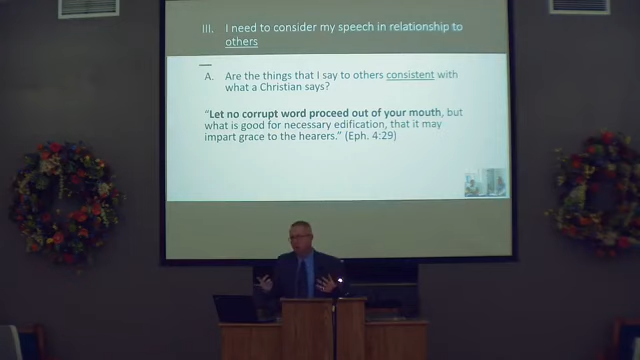 III. I need to consider my speech in relationship to
others
A. Are the things that I say to others consistent with
what a Christian says?
"Let no corrupt word proceed out of your mouth, but
what is good for necessary edification, that it may
impart grace to the hearers." (Eph. 4:29)